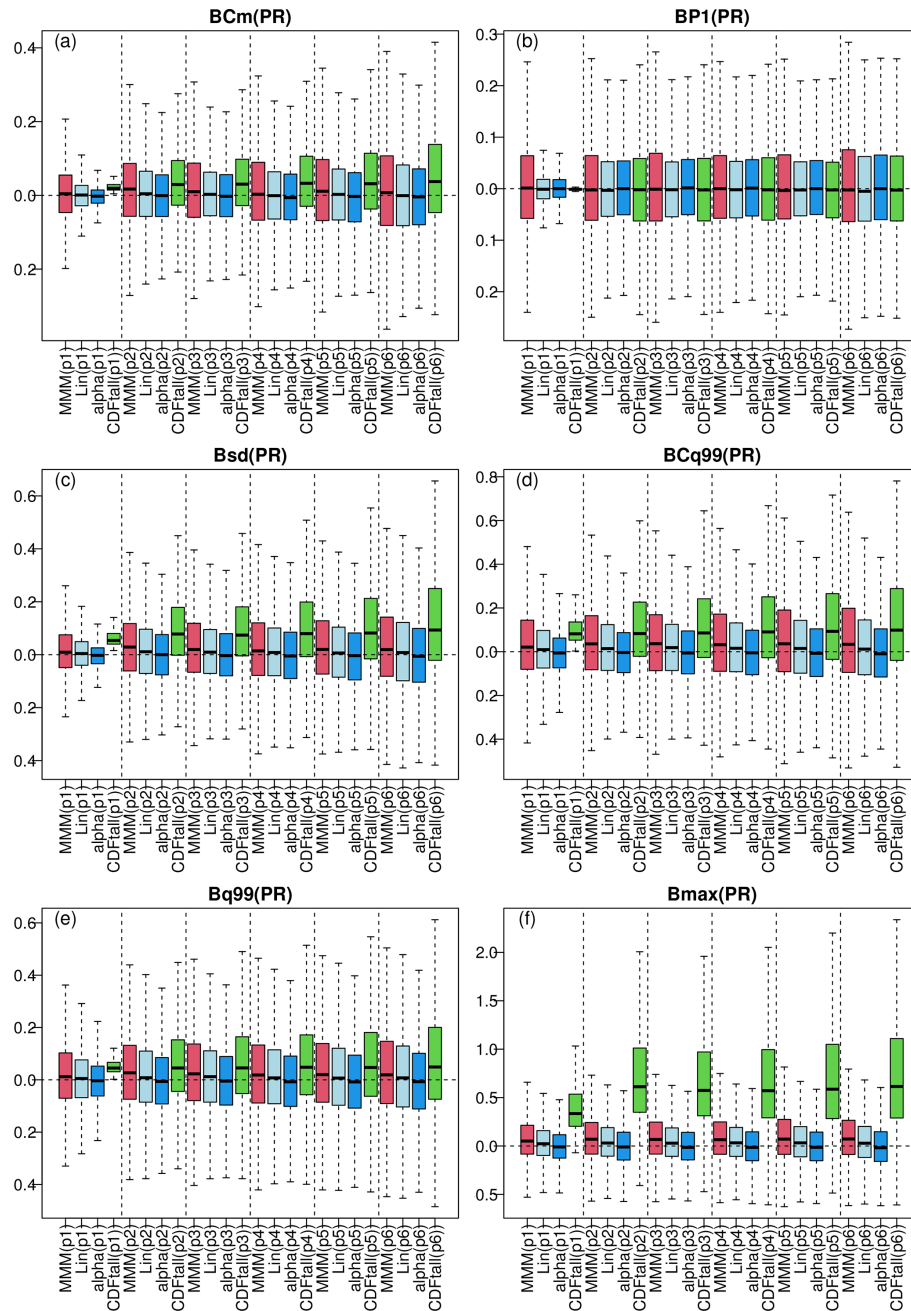 BCm(PR)
(a)
0.4
0.2
0.0
0.2
MMM(p1)
Lin(p1)
alpha(p1)
CDFtall(p1))
MMM(p2)
Lin(p2)
alpha(p2)
CDFtall(p2))
MMM(p3)
Lin(p3)
alpha(p3)
CDFtall(p3))
MMM(p4)
Lin(p4)
alpha(p4)
CDFtall(p4))
MMM(p5)
Lin(p5)
alpha(p5)
CDFtall(p5))
MMM(p6)
Lin(p6)
alpha(p6)
CDFtall(p6))
BP1(PR)
(b)
0.3
0.2
0.1
0.0
0.1
0.2
MMM(p1)
Lin(p1)
alpha(p1)
CDFtall(p1))
MMM(p2)
Lin(p2)
alpha(p2)
CDFtall(p2))
MMM(p3)
Lin(p3)
alpha(p3)
CDFtall(p3))
MMM(p4)
Lin(p4)
alpha(p4)
CDFtall(p4))
MMM(p5)
Lin(p5)
alpha(p5)
CDFtall(p5))
MMM(p6)
Lin(p6)
alpha(p6)
CDFtall(p6))
Bsd(PR)
(c)
0.6
0.4
0.2
0.0
0.2
0.4
MMM(p1)
Lin(p1)
alpha(p1)
CDFtall(p1))
MMM(p2)
Lin(p2)
alpha(p2)
CDFtall(p2))
MMM(p3)
Lin(p3)
alpha(p3)
CDFtall(p3))
MMM(p4)
Lin(p4)
alpha(p4)
CDFtall(p4))
MMM(p5)
Lin(p5)
alpha(p5)
CDFtall(p5))
MMM(p6)
Lin(p6)
alpha(p6)
CDFtall(p6))
BCq99(PR)
(d)
0.8
0.6
0.4
0.2
0.0
0.2
0.4
MMM(p1)
Lin(p1)
alpha(p1)
CDFtall(p1))
MMM(p2)
Lin(p2)
alpha(p2)
CDFtall(p2))
MMM(p3)
Lin(p3)
alpha(p3)
CDFtall(p3))
MMM(p4)
Lin(p4)
alpha(p4)
CDFtall(p4))
MMM(p5)
Lin(p5)
alpha(p5)
CDFtall(p5))
MMM(p6)
Lin(p6)
alpha(p6)
CDFtall(p6))
Bq99(PR)
(e)
0.6
0.4
0.2
0.0
0.2
0.4
MMM(p1)
Lin(p1)
alpha(p1)
CDFtall(p1))
MMM(p2)
Lin(p2)
alpha(p2)
CDFtall(p2))
MMM(p3)
Lin(p3)
alpha(p3)
CDFtall(p3))
MMM(p4)
Lin(p4)
alpha(p4)
CDFtall(p4))
MMM(p5)
Lin(p5)
alpha(p5)
CDFtall(p5))
MMM(p6)
Lin(p6)
alpha(p6)
CDFtall(p6))
Bmax(PR)
(f)
2.0
1.5
1.0
0.5
0.0
0.5
MMM(p1)
Lin(p1)
alpha(p1)
CDFtall(p1))
MMM(p2)
Lin(p2)
alpha(p2)
CDFtall(p2))
MMM(p3)
Lin(p3)
alpha(p3)
CDFtall(p3))
MMM(p4)
Lin(p4)
alpha(p4)
CDFtall(p4))
MMM(p5)
Lin(p5)
alpha(p5)
CDFtall(p5))
MMM(p6)
Lin(p6)
alpha(p6)
CDFtall(p6))